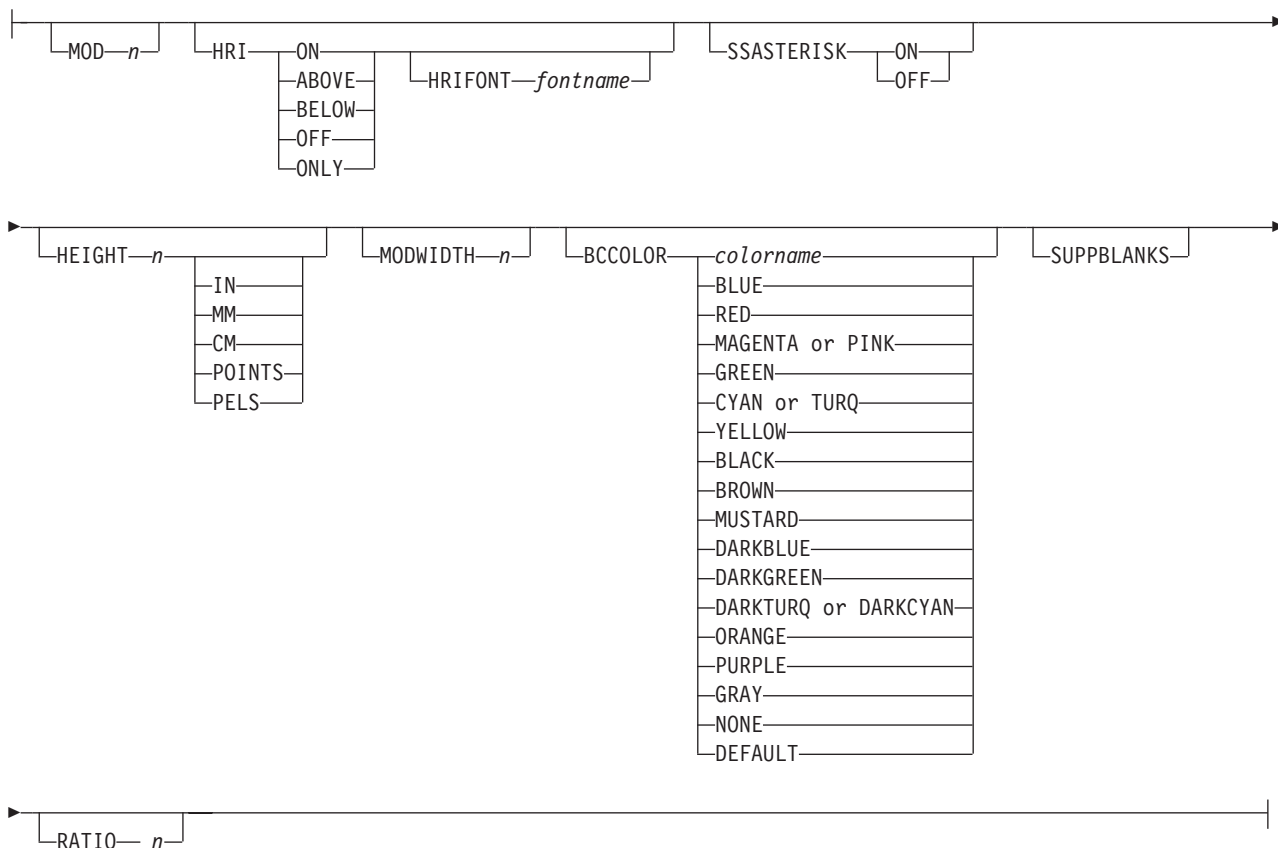 MOD n HRI ON SSASTERISK ON
ABOVE HRIFONT fontname OFF
BELOW
OFF
ONLY
HEIGHT n MODWIDTH n BCCOLOR colorname SUPPBLANKS
IN BLUE
MM RED
CM MAGENTA or PINK
POINTS GREEN
PELS CYAN or TURQ
YELLOW
BLACK
BROWN
MUSTARD
DARKBLUE
DARKGREEN
DARKTURQ or DARKCYAN
ORANGE
PURPLE
GRAY
NONE
DEFAULT
RATIO n